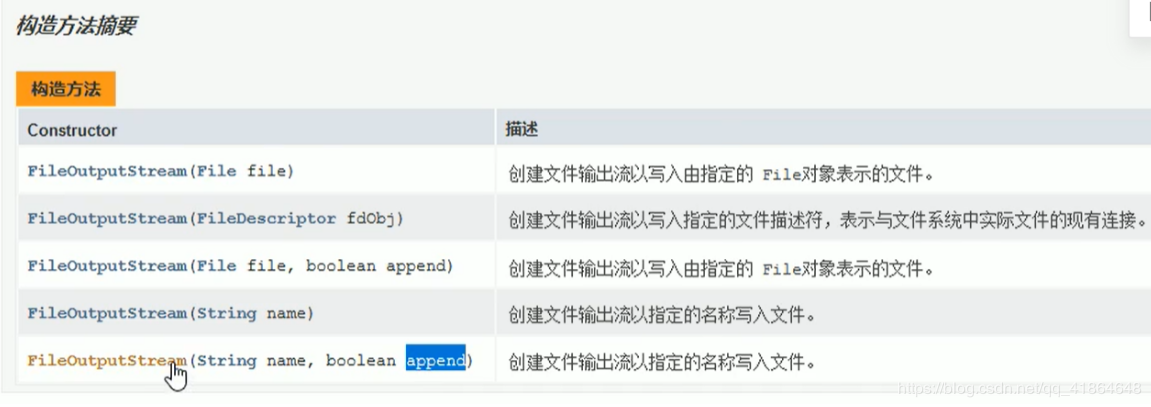 构造方法摘要
构造方法
Constructor 描述
FileOutputStream(File file) 创建文件输出流以写入由指定的 File对象表示的文件。
FileOutputStream(FileDescriptor fdObj) 创建文件输出流以写入指定的文件描述符，表示与文件系统中实际文件的现有连接。
FileOutputStream(File file, boolean append) 创建文件输出流以写入由指定的 File对象表示的文件。
FileOutputStream(String name) 创建文件输出流以指定的名称写入文件。
FileOutputStream(String name, boolean append) 创建文件输出流以指定的名称写入文件。
https://blog.csdn.net/qq_41864648